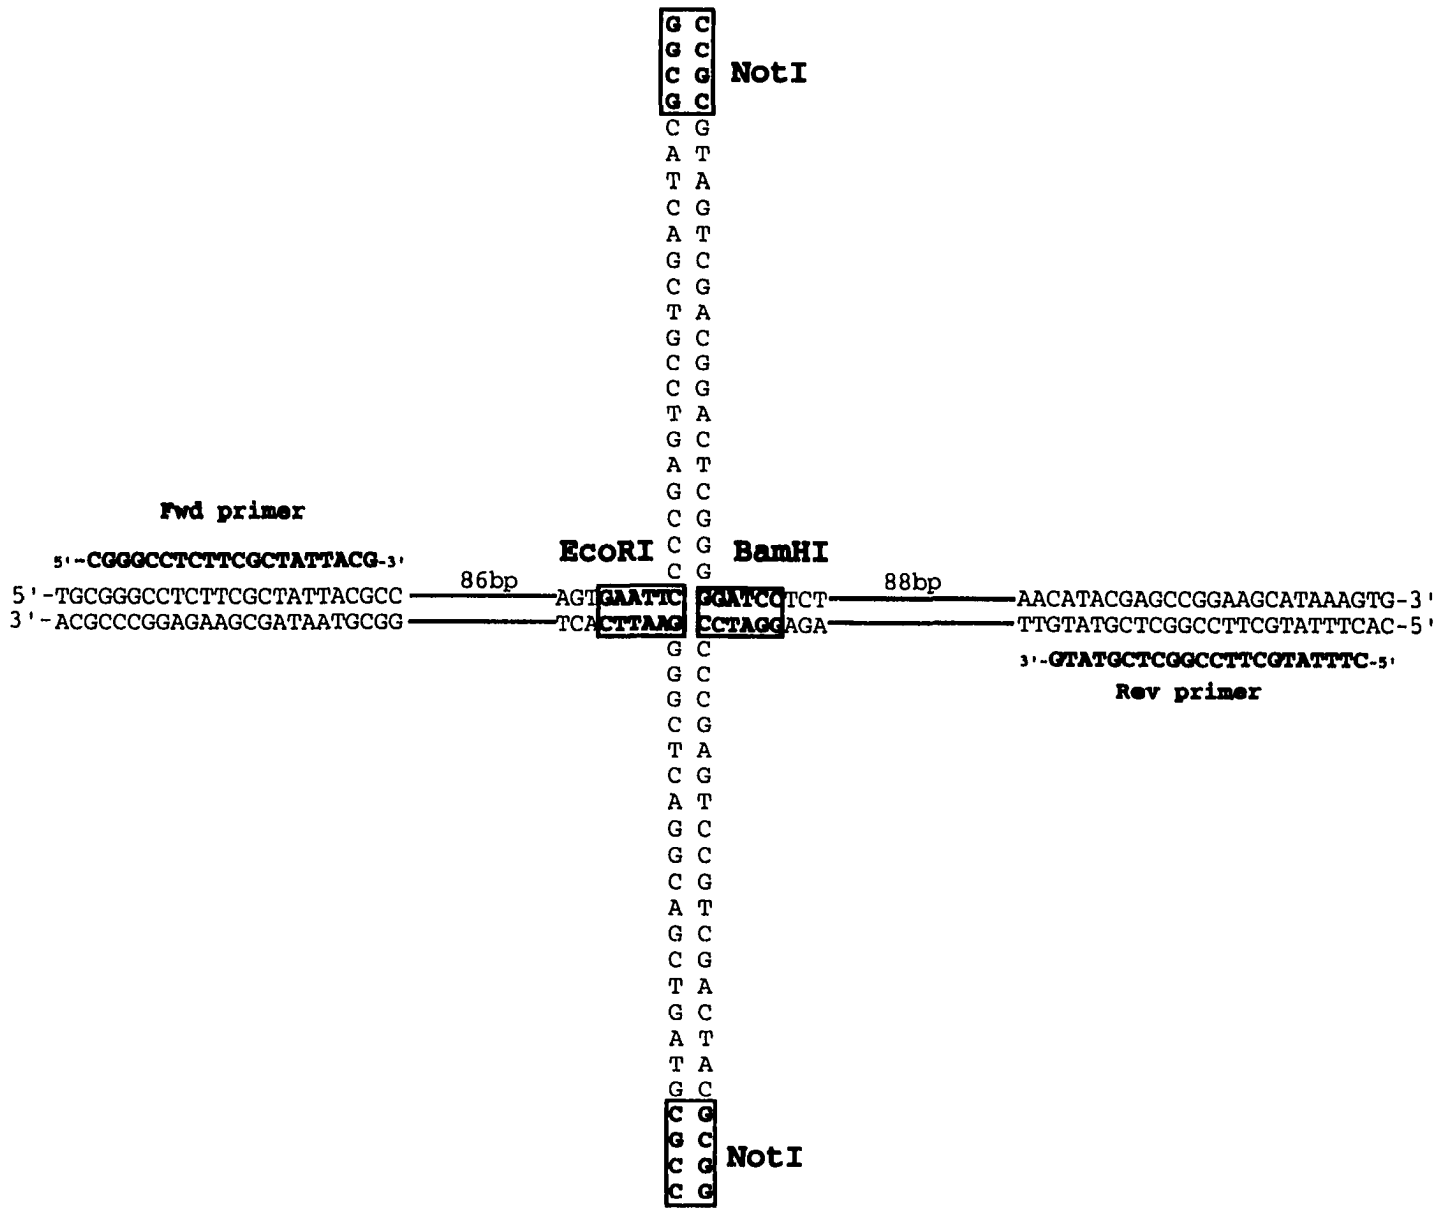 G C
G C
C G
G C
NotI
C G
A T
T A
C G
A T
G C
C G
T A
G C
C G
C G
T A
G C
A T
G C
C G
C G
C G
Fwd primer
5'-CGGGCCTCTTCGCTATTACG-3'
EcoRI
BamHI
5'-TGCGGGCCTCTTCGCTATTACGCC 86bp AGTGAATTC GGATCCTCT 88bp AACATACGAGCCGGAAGCATAAAGTG-3'
3'-ACGCCCGGAGAAGCGATAATGCGG TCACTTAAG CCTAGGAGA TTGTATGCTCGGCCTTCGTATTTCAC-5'
3'-GTATGCTCGGCCTTCGTATTTC-5'
Rev primer
G C
G C
G C
C G
T A
C G
A T
G C
G C
C G
A T
G C
C G
T A
G C
A T
T A
G C
C G
G C
C G
C G
NotI